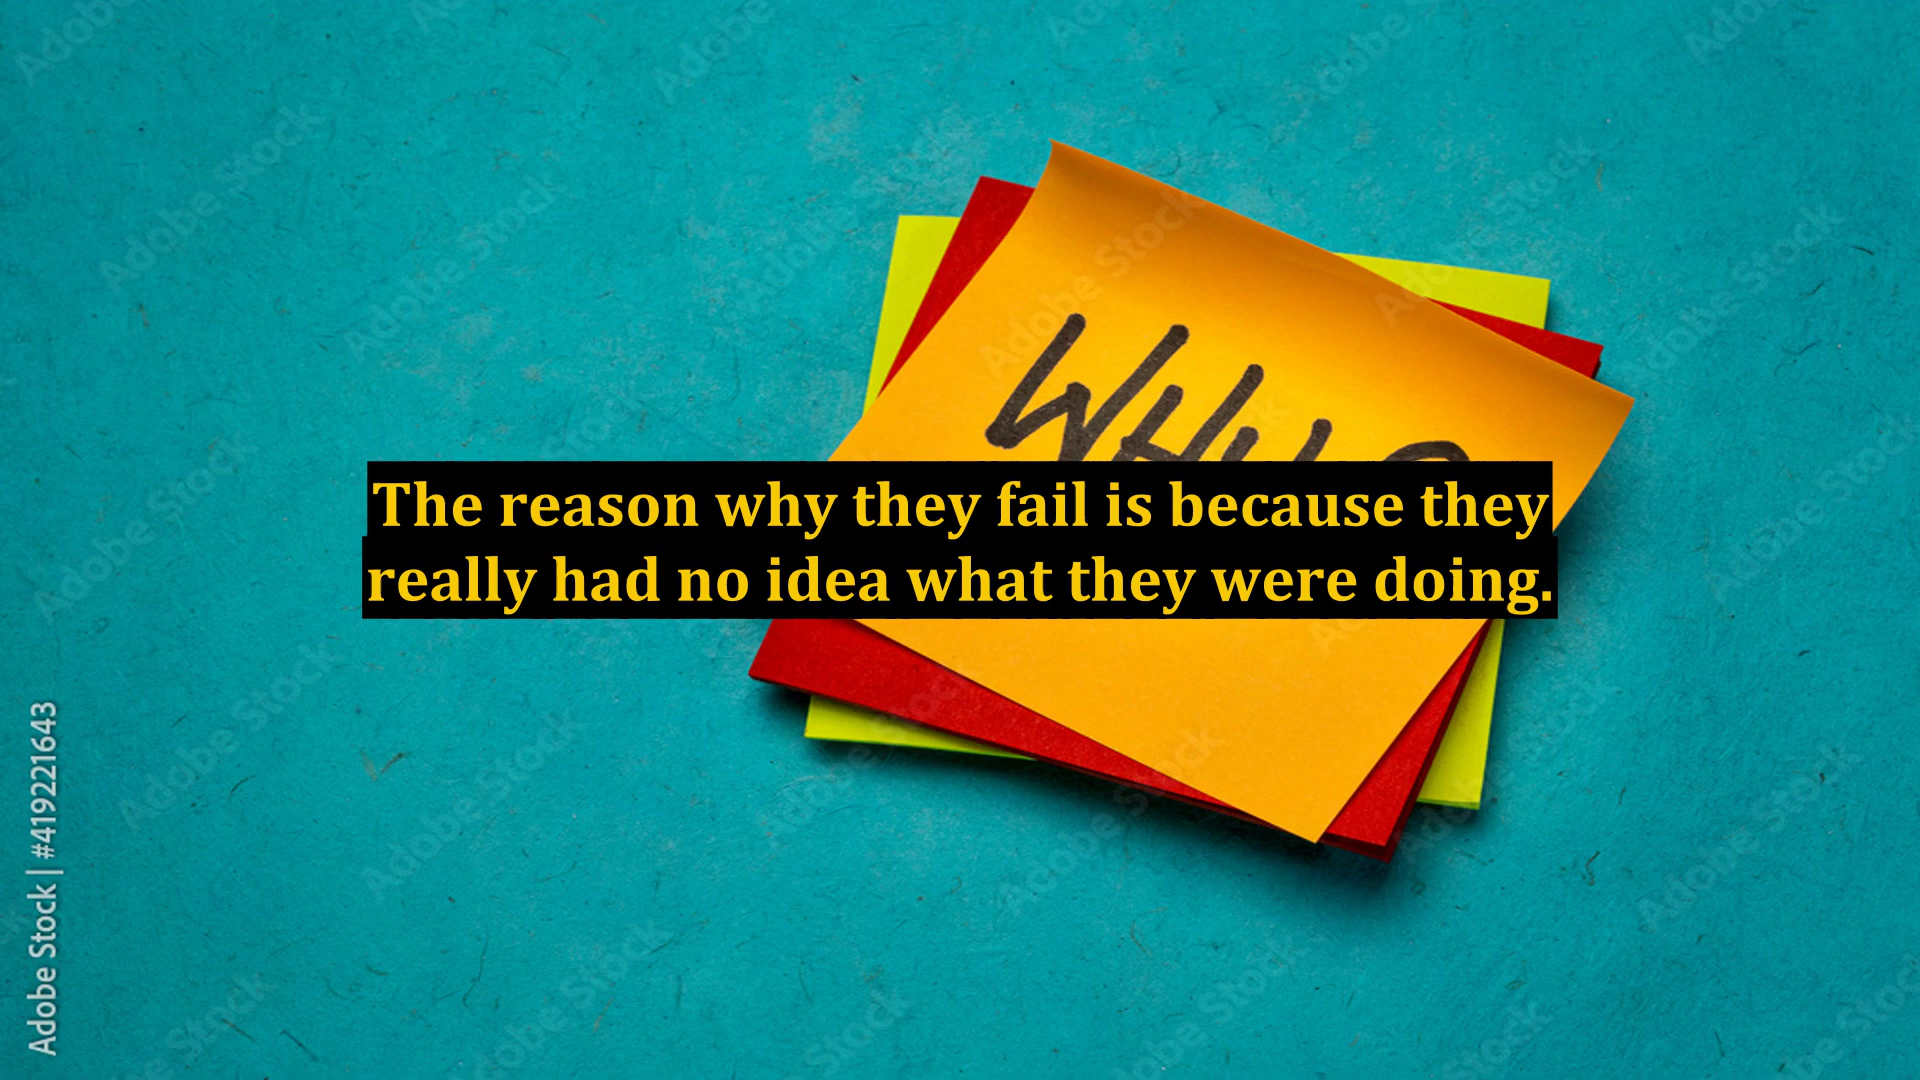 WHY?
The reason why they fail is because they
really had no idea what they were doing.
Adobe Stock | #419221643